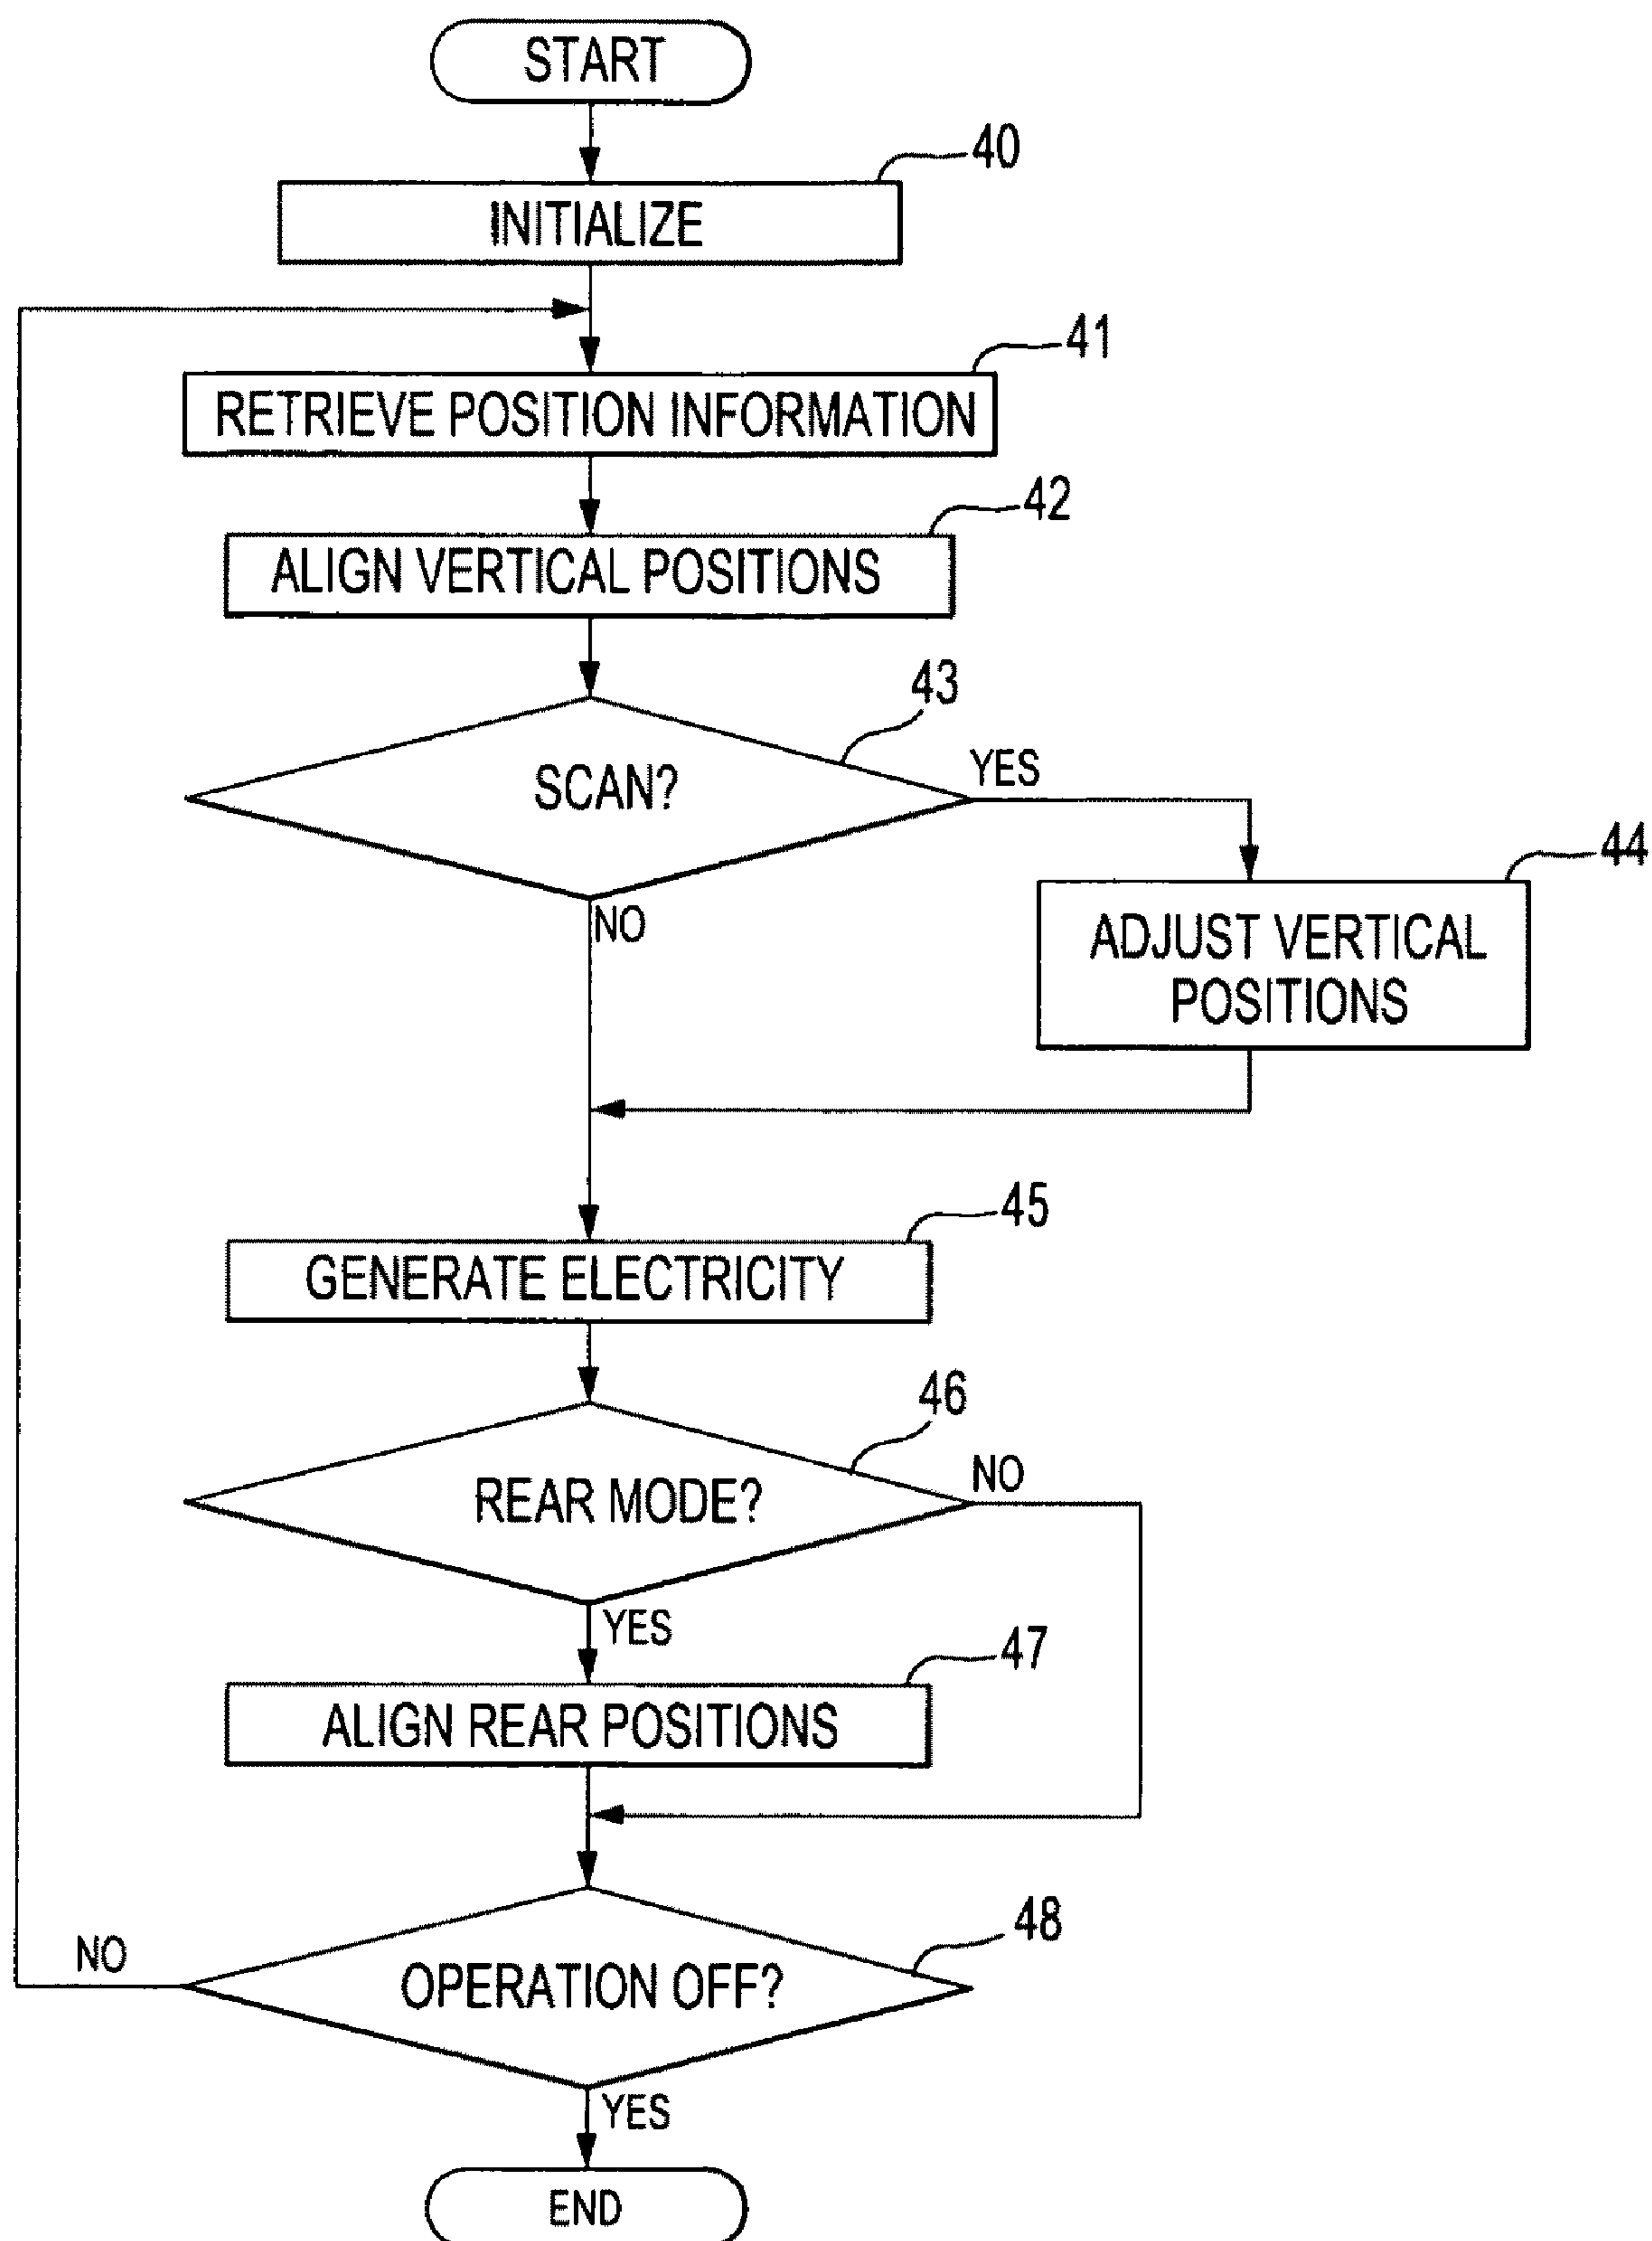 START
40
INITIALIZE
41
RETRIEVE POSITION INFORMATION
42
ALIGN VERTICAL POSITIONS
43
SCAN?
YES
44
NO
ADJUST VERTICAL
POSITIONS
45
GENERATE ELECTRICITY
46
REAR MODE?
NO
YES
47
ALIGN REAR POSITIONS
48
NO
OPERATION OFF?
YES
END